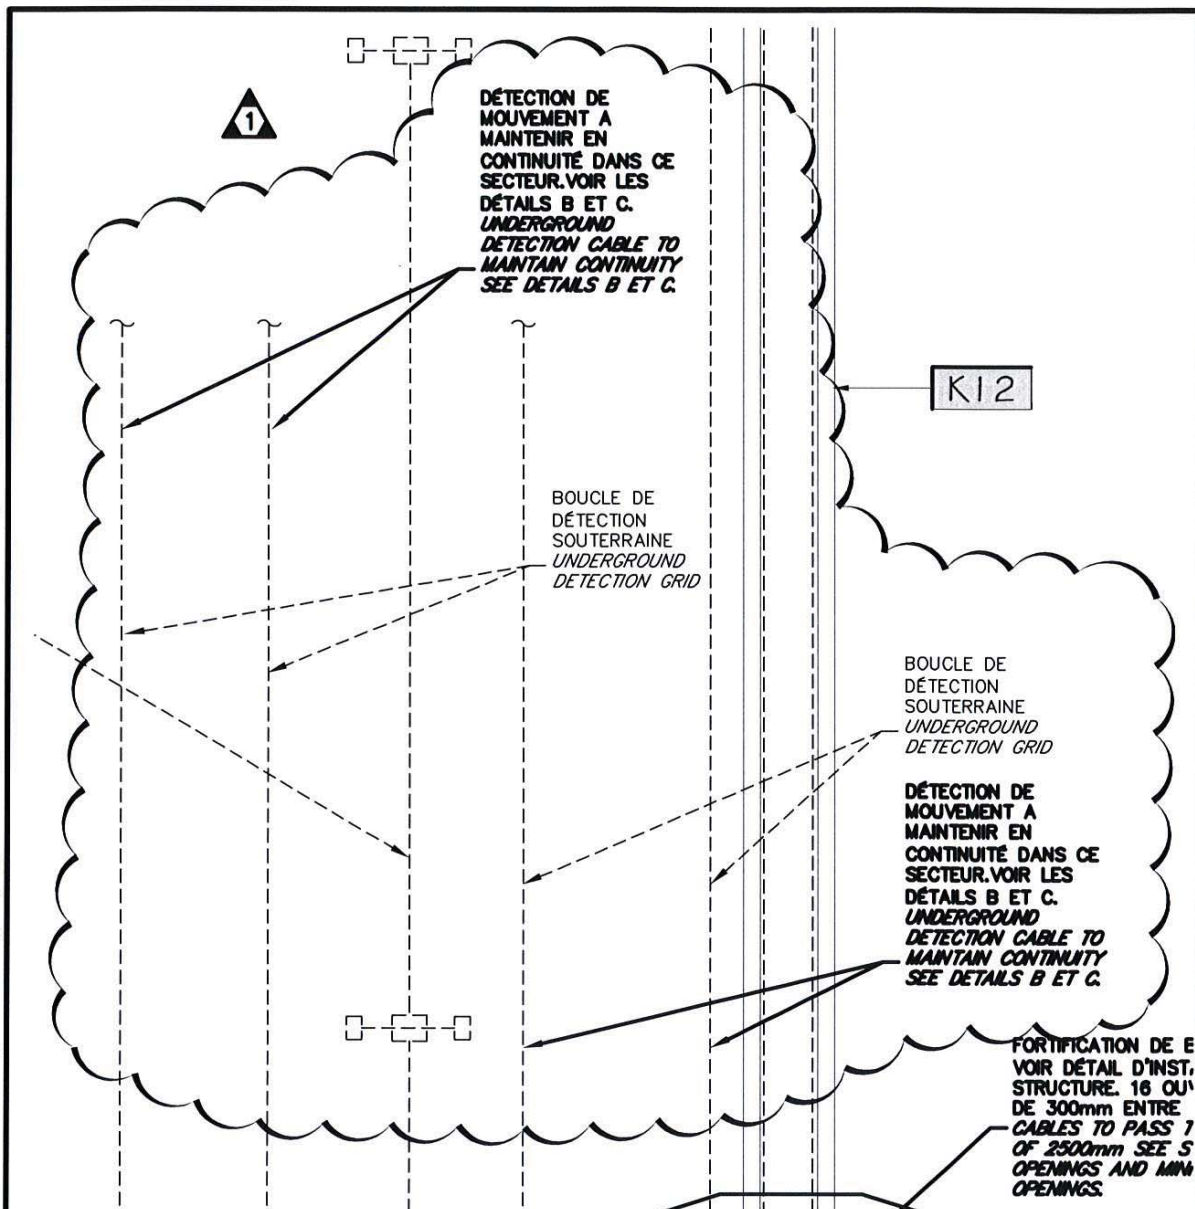 1
DÉTECTION DE
MOUVEMENT A
MAINTENIR EN
CONTINUITÉ DANS CE
SECTEUR.VOIR LES
DÉTAILS B ET C.
UNDERGROUND
DETECTION CABLE TO
MAINTAIN CONTINUITY
SEE DETAILS B ET C.
K12
BOUCLE DE
DÉTECTION
SOUTERRAINE
UNDERGROUND
DETECTION GRID
BOUCLE DE
DÉTECTION
SOUTERRAINE
UNDERGROUND
DETECTION GRID
DÉTECTION DE
MOUVEMENT A
MAINTENIR EN
CONTINUITÉ DANS CE
SECTEUR.VOIR LES
DÉTAILS B ET C.
UNDERGROUND
DETECTION CABLE TO
MAINTAIN CONTINUITY
SEE DETAILS B ET C.
FORTIFICATION DE
VOIR DÉTAIL
STRUCTURE. 16
DE 300mm ENTRE
CABLES TO PASS
OF 2500mm SEE
OPENINGS AND
OPENINGS.